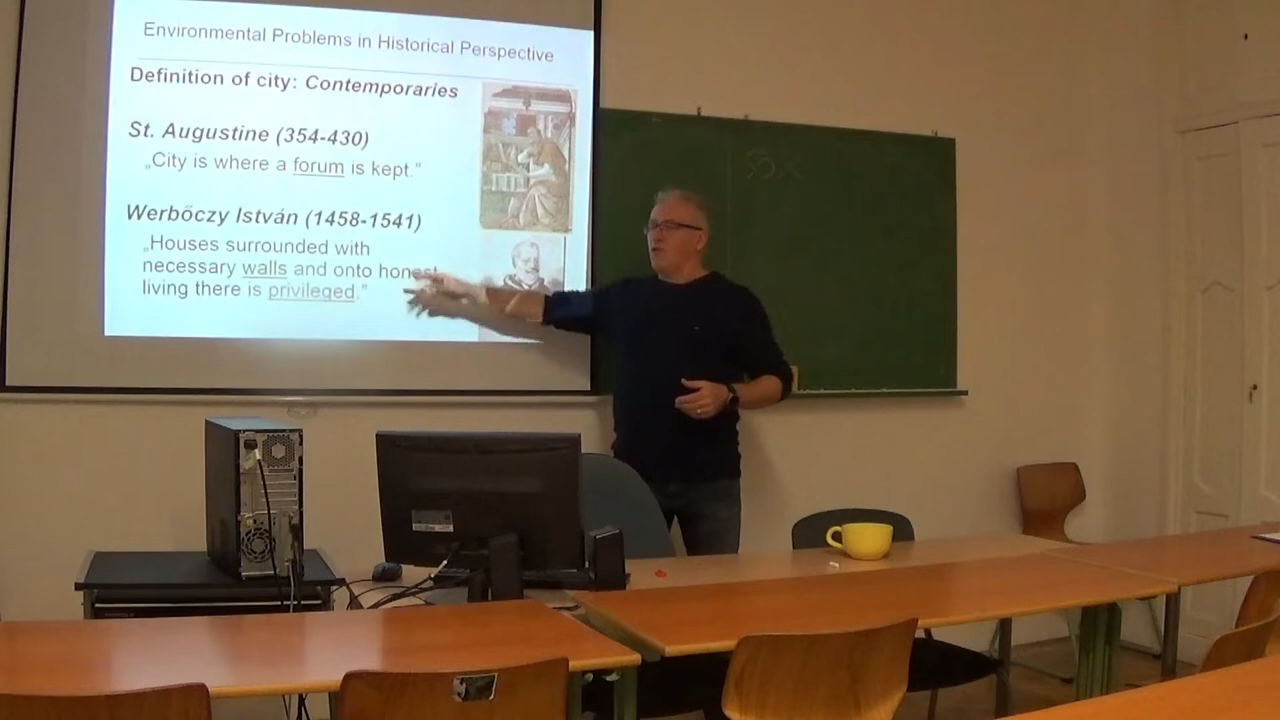 Environmental Problems in Historical Perspective
Definition of city: Contemporaries
St. Augustine (354-430)
„City is where a forum is kept.“
Werbőczy István (1458-1541)
„Houses surrounded with
necessary walls and onto honest
living there is privileged.“